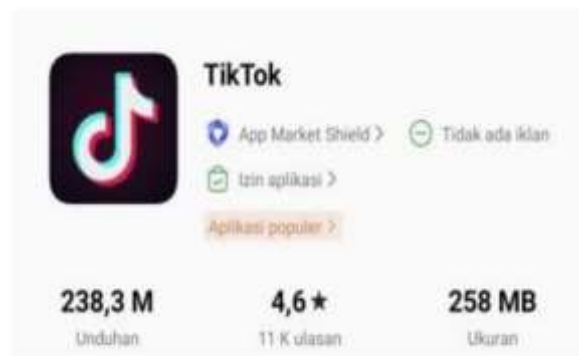 TikTok
App Market Shield > Tidak ada iklan
Izin aplikasi >
Aplikasi populer >
238,3 M 4,6 ★ 258 MB
Unduhan 11 K ulasan Ukuran